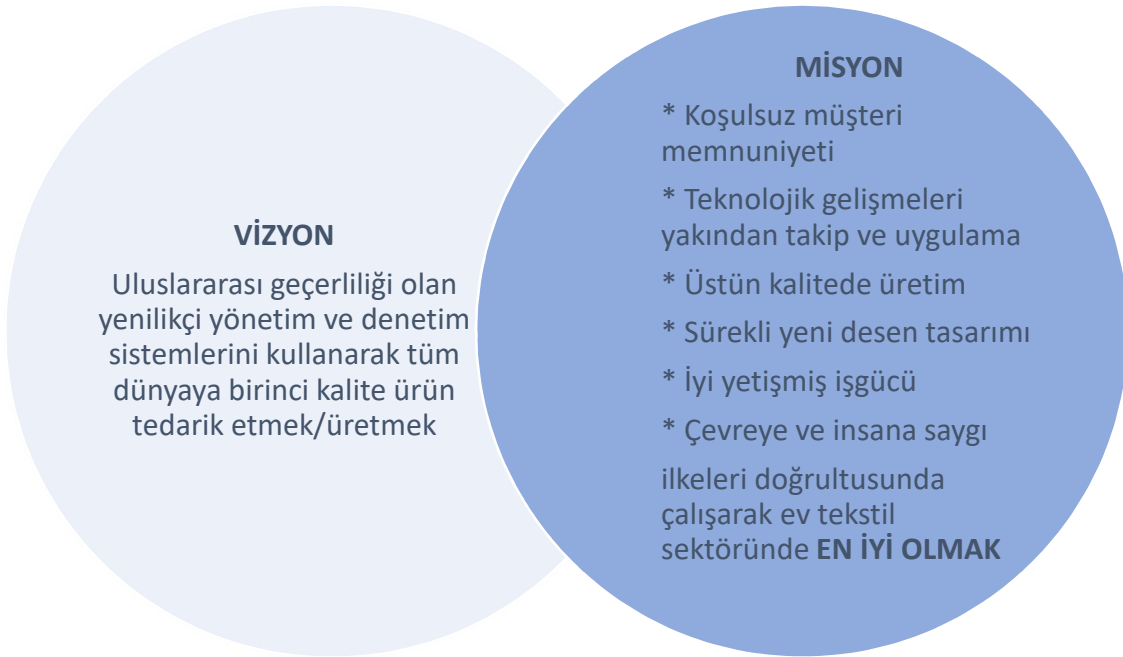 VİZYON
Uluslararası geçerliliği olan
yenilikçi yönetim ve denetim
sistemlerini kullanarak tüm
dünyaya birinci kalite ürün
tedarik etmek/üretmek
MİSYON
* Koşulsuz müşteri
memnuniyeti
* Teknolojik gelişmeleri
yakından takip ve uygulama
* Üstün kalitede üretim
* Sürekli yeni desen tasarımı
* İyi yetişmiş işgücü
* Çevreye ve insana saygı
ilkeleri doğrultusunda
çalışarak ev tekstil
sektöründe EN İYİ OLMAK